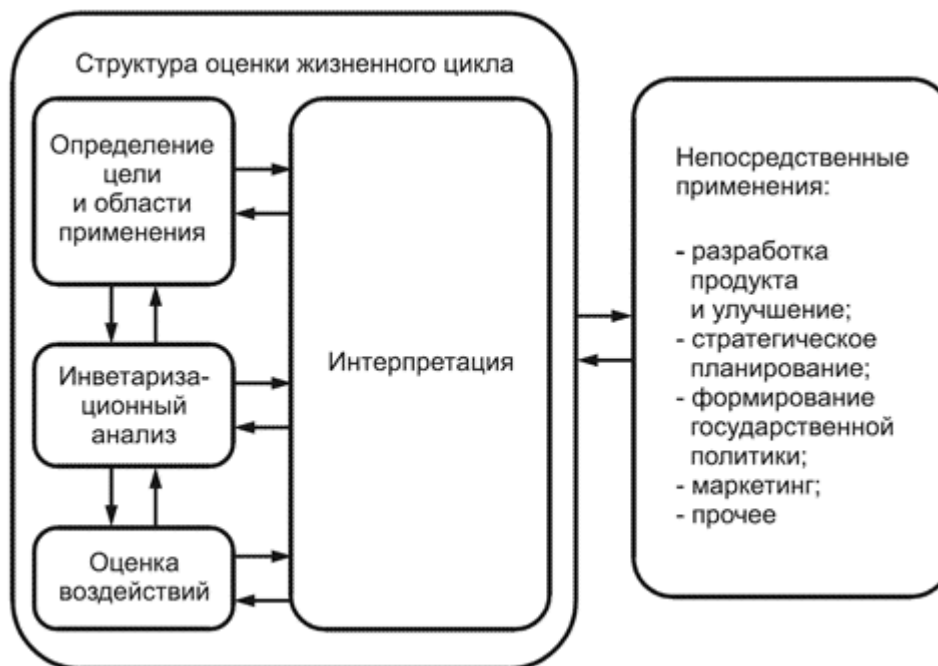 Структура оценки жизненного цикла
Определение
цели
и области
применения
Инветариза-
ционный
анализ
Оценка
воздействий
Интерпретация
Непосредственные
применения:
- разработка
продукта
и улучшение;
- стратегическое
планирование;
- формирование
государственной
политики;
- маркетинг;
- прочее